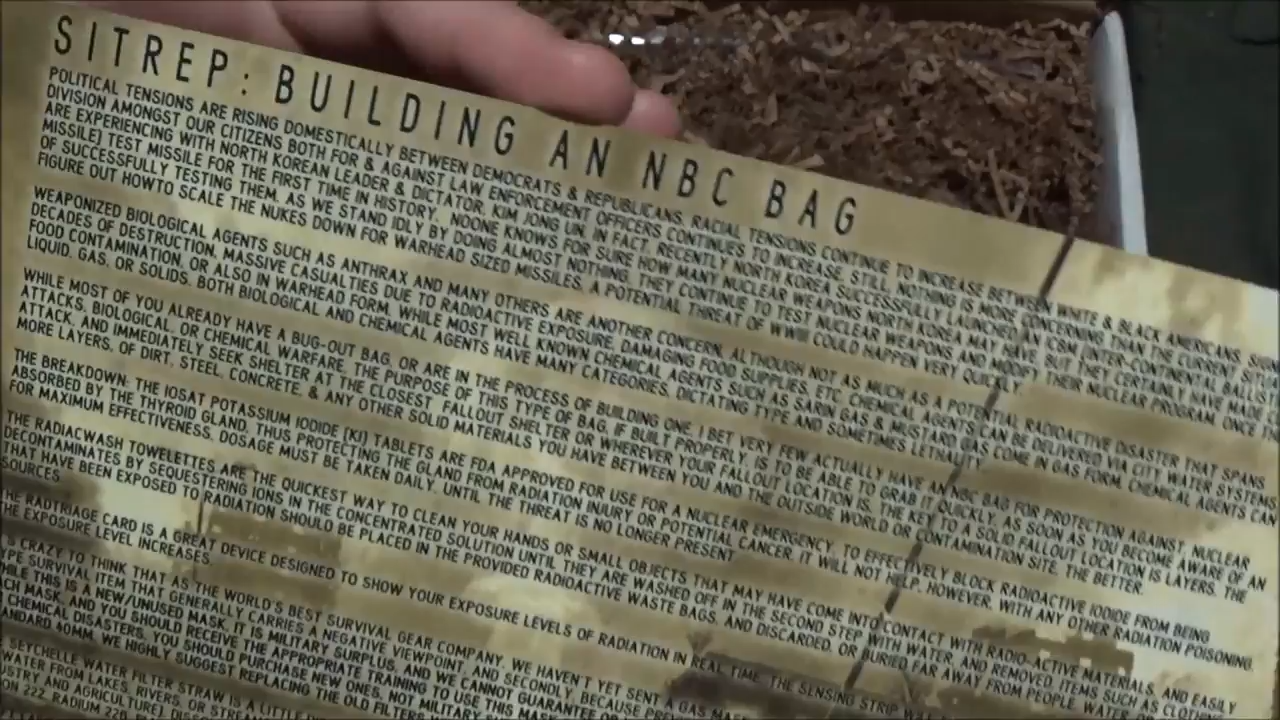 SITREP: BUILDING AN NBC BAG
POLITICAL TENSIONS ARE RISING DOMESTICALLY BETWEEN DEMOCRATS & REPUBLICANS. RACIAL TENSIONS CONTINUE TO INCREASE BETWEEN WHITE & BLACK AMERICANS.
DIVISION AMONGST OUR CITIZENS BOTH FOR & AGAINST LAW ENFORCEMENT OFFICERS CONTINUES TO INCREASE. STILL, NOTHING IS MORE CONCERNING THAN THE CURRENT
ARE EXPERIENCING WITH NORTH KOREAN LEADER & DICTATOR, KIM JONG UN. IN FACT, RECENTLY NORTH KOREA SUCCESSFULLY LAUNCHED AN ICBM (INTER-CONTINENTAL
MISSILE) TEST MISSILE FOR THE FIRST TIME IN HISTORY. NOONE KNOWS FOR SURE HOW MANY NUCLEAR WEAPONS NORTH KOREA MAY HAVE, BUT THEY CERTAINLY HAVE MADE
OF SUCCESSFULLY TESTING THEM. AS WE STAND IDLY BY DOING ALMOST NOTHING, THEY CONTINUE TO TEST NUCLEAR WEAPONS AND MODIFY THEIR NUCLEAR PROGRAM. ONCE
FIGURE OUT HOWTO SCALE THE NUKES DOWN FOR WARHEAD SIZED MISSILES, A POTENTIAL THREAT OF WWIII COULD HAPPEN VERY QUICKLY.
WEAPONIZED BIOLOGICAL AGENTS SUCH AS ANTHRAX AND MANY OTHERS ARE ANOTHER CONCERN, ALTHOUGH NOT AS MUCH AS A POTENTIAL RADIOACTIVE DISASTER THAT SPANS
DECADES OF DESTRUCTION, MASSIVE CASUALTIES DUE TO RADIOACTIVE EXPOSURE, DAMAGING FOOD SUPPLIES, ETC. CHEMICAL AGENTS CAN BE DELIVERED VIA CITY WATER SYSTEMS,
FOOD CONTAMINATION, OR ALSO IN WARHEAD FORM. WHILE MOST WELL KNOWN CHEMICAL AGENTS SUCH AS SARIN GAS & MUSTARD GAS COME IN GAS FORM, CHEMICAL AGENTS CAN
LIQUID, GAS, OR SOLIDS. BOTH BIOLOGICAL AND CHEMICAL AGENTS HAVE MANY CATEGORIES, DICTATING TYPE AND SOMETIMES LETHALITY.
WHILE MOST OF YOU ALREADY HAVE A BUG-OUT BAG, OR ARE IN THE PROCESS OF BUILDING ONE, I BET VERY FEW ACTUALLY HAVE AN NBC BAG FOR PROTECTION AGAINST NUCLEAR
ATTACKS, BIOLOGICAL, OR CHEMICAL WARFARE. THE PURPOSE OF THIS TYPE OF BAG, IF BUILT PROPERLY, IS TO BE ABLE TO GRAB IT QUICKLY, AS SOON AS YOU BECOME AWARE OF AN
ATTACK, AND IMMEDIATELY SEEK SHELTER AT THE CLOSEST FALLOUT SHELTER OR WHEREVER YOUR FALLOUT LOCATION IS. THE KEY TO A SOLID FALLOUT LOCATION IS LAYERS. THE
MORE LAYERS, OF DIRT, STEEL, CONCRETE, & ANY OTHER SOLID MATERIALS YOU HAVE BETWEEN YOU AND THE OUTSIDE WORLD OR CONTAMINATION SITE, THE BETTER.
THE BREAKDOWN: THE IOSAT POTASSIUM IODIDE (KI) TABLETS ARE FDA APPROVED FOR USE FOR A NUCLEAR EMERGENCY, TO EFFECTIVELY BLOCK RADIOACTIVE IODIDE FROM BEING
ABSORBED BY THE THYROID GLAND, THUS PROTECTING THE GLAND FROM RADIATION INJURY OR POTENTIAL CANCER. IT WILL NOT HELP, HOWEVER, WITH ANY OTHER RADIATION POISONING.
FOR MAXIMUM EFFECTIVENESS, DOSAGE MUST BE TAKEN DAILY, UNTIL THE THREAT IS NO LONGER PRESENT
THE RADIACWASH TOWELETTES ARE THE QUICKEST WAY TO CLEAN YOUR HANDS OR SMALL OBJECTS THAT MAY HAVE COME INTO CONTACT WITH RADIO-ACTIVE MATERIALS, AND EASILY
DECONTAMINATES BY SEQUESTERING IONS IN THE CONCENTRATED SOLUTION UNTIL THEY ARE WASHED OFF IN THE SECOND STEP WITH WATER, AND REMOVED. ITEMS SUCH AS
THAT HAVE BEEN EXPOSED TO RADIATION SHOULD BE PLACED IN THE PROVIDED RADIOACTIVE WASTE BAGS, AND DISCARDED, OR BURIED FAR AWAY FROM PEOPLE, WATER
SOURCES
THE RADTRIAGE CARD IS A GREAT DEVICE DESIGNED TO SHOW YOUR EXPOSURE LEVELS OF RADIATION IN REAL TIME. THE SENSING STRIP WILL
THE EXPOSURE LEVEL INCREASES.
CRAZY TO THINK THAT AS THE WORLD'S BEST SURVIVAL GEAR COMPANY, WE HAVEN'T YET SENT A GAS
SURVIVAL ITEM THAT GENERALLY CARRIES A NEGATIVE VIEWPOINT, AND SECONDLY, BECAUSE
THIS IS A NEW/UNUSED MASK, IT IS MILITARY SURPLUS, AND WE CANNOT GUARANTEE
MASK, AND YOU SHOULD RECEIVE THE APPROPRIATE TRAINING TO USE THIS
CHEMICAL DISASTERS, YOU SHOULD PURCHASE NEW ONES, NOT MILITARY
40MM. WE HIGHLY SUGGEST REPLACING THE OLD FILTERS
SEYCHELLE WATER FILTER STRAW IS A LITTLE
WATER FROM LAKES, RIVERS, OR
AND AGRICULTURE),
222, RADIUM